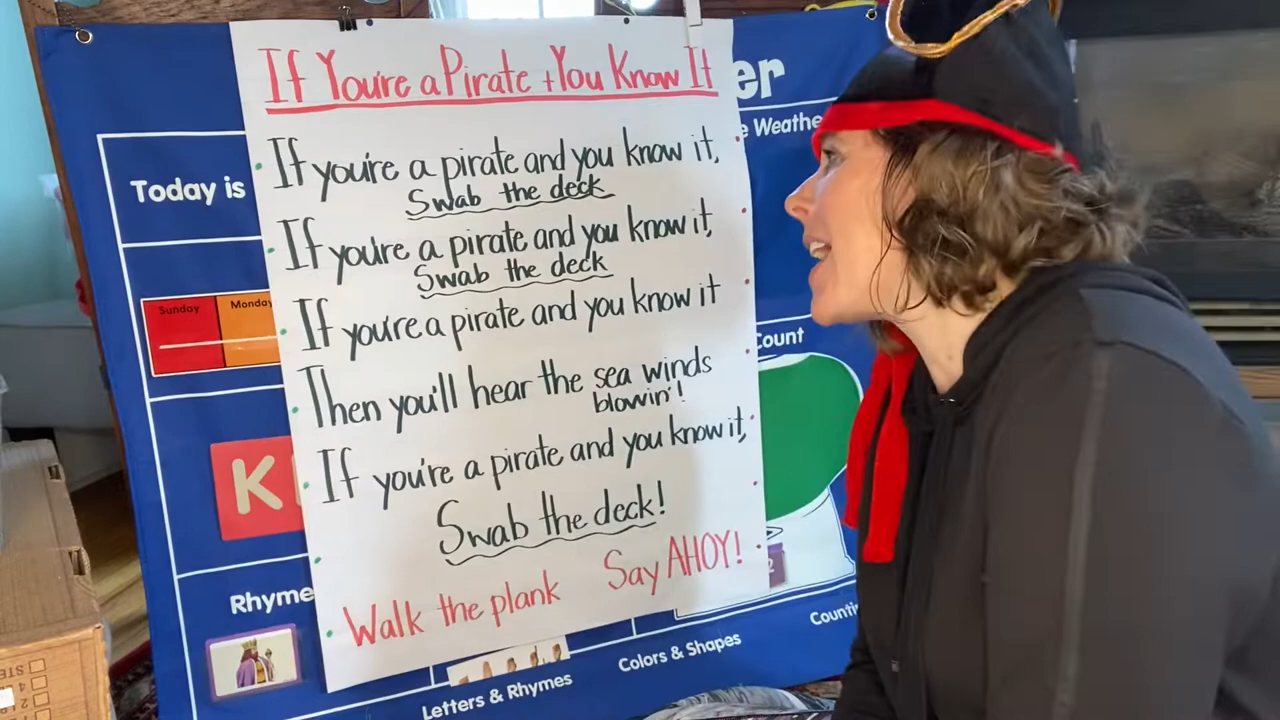 If You're a Pirate + You Know It
If you're a pirate and you know it,
Swab the deck
If you're a pirate and you know it,
Swab the deck
If you're a pirate and you know it
Then you'll hear the sea winds
blowin'!
If you're a pirate and you know it,
Swab the deck!
Walk the plank Say AHOY!
er
Weathe
Today is
Sunday Monday
Count
K
Rhyme
Letters & Rhymes
Colors & Shapes
Counti